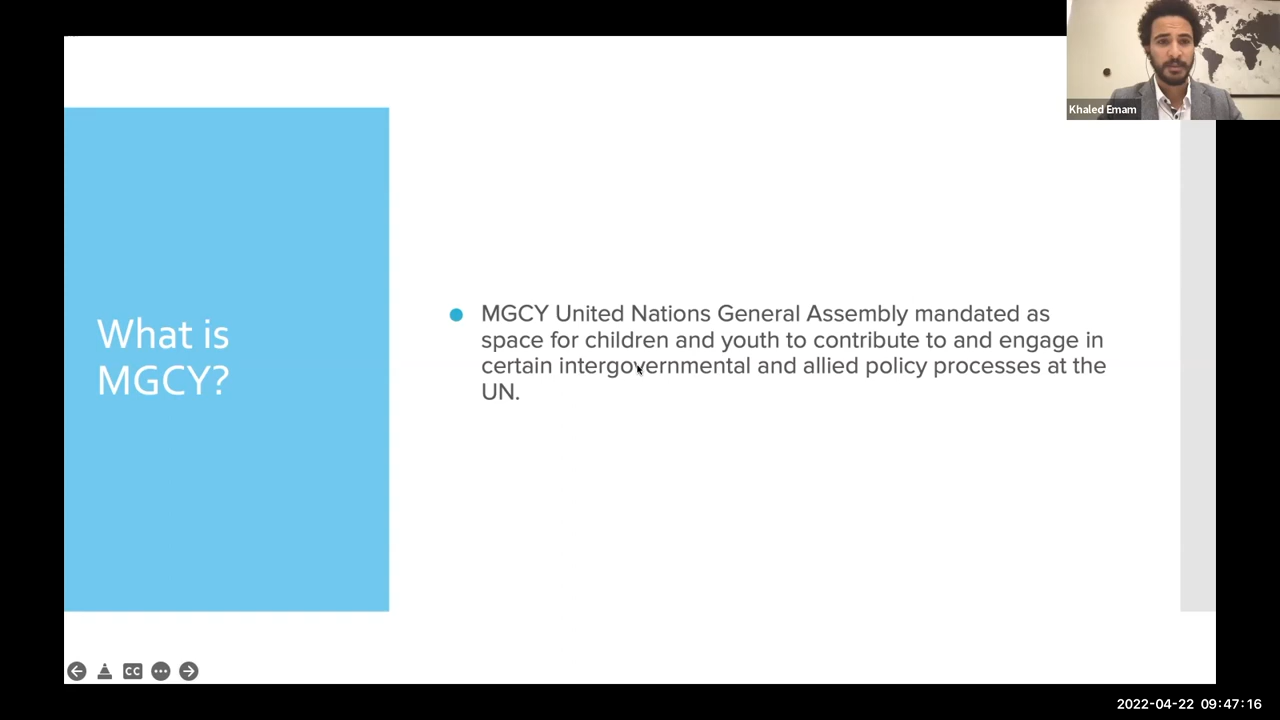 Khaled Emam
What is
MGCY?
MGCY United Nations General Assembly mandated as
space for children and youth to contribute to and engage in
certain intergovernmental and allied policy processes at the
UN.
CC
2022-04-22 09:47:16